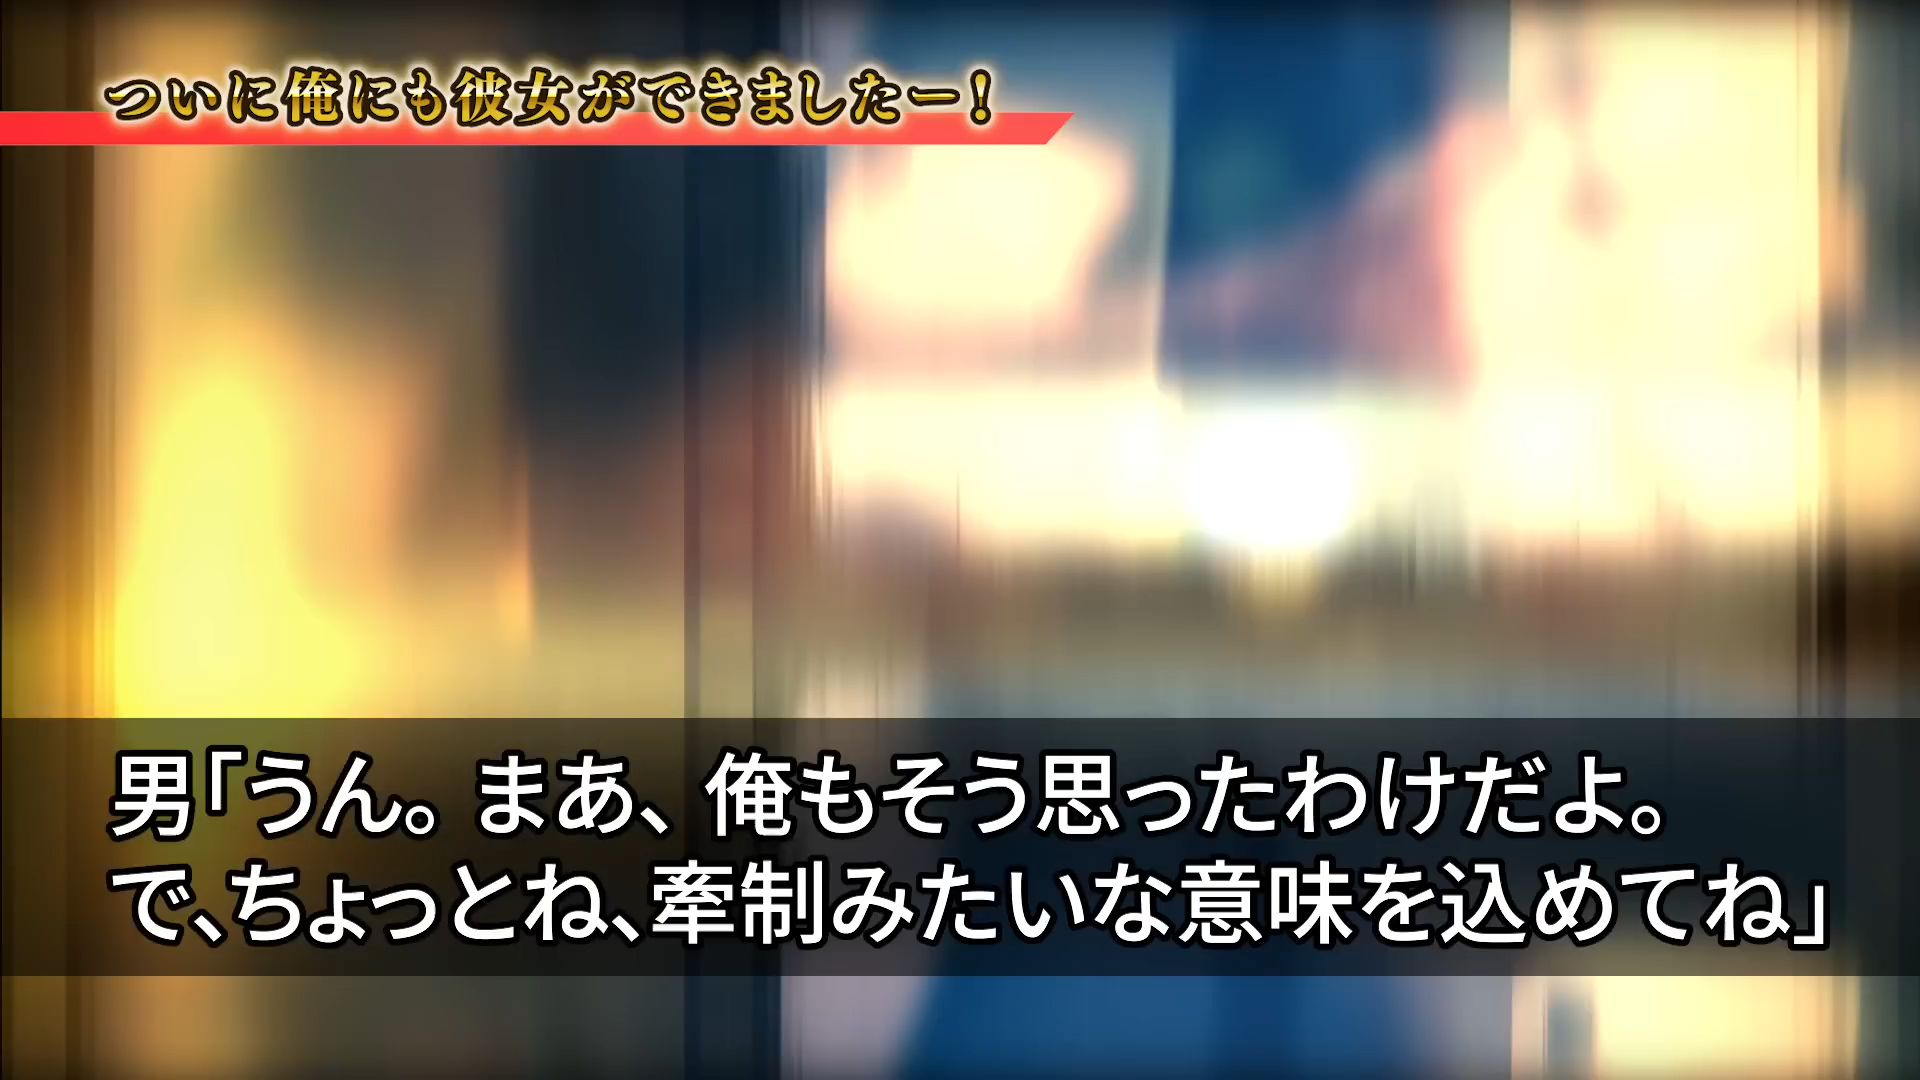 ついに俺にも彼女ができましたー！
男「うん。まあ、俺もそう思ったわけだよ。
で、ちょっとね、牽制みたいな意味を込めてね」